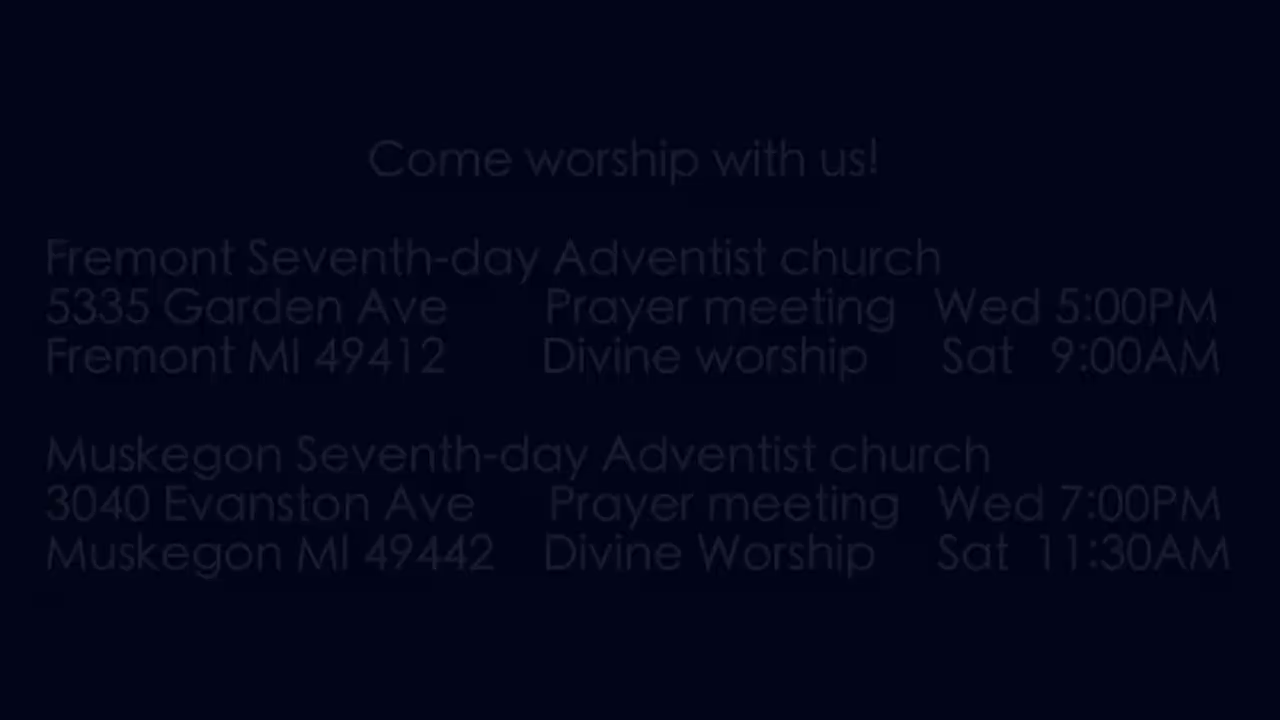 Come worship with us!
Fremont Seventh-day Adventist church
5335 Garden Ave Prayer meeting Wed 5:00PM
Fremont MI 49412 Divine worship Sat 9:00AM
Muskegon Seventh-day Adventist church
3040 Evanston Ave Prayer meeting Wed 7:00PM
Muskegon MI 49442 Divine Worship Sat 11:30AM